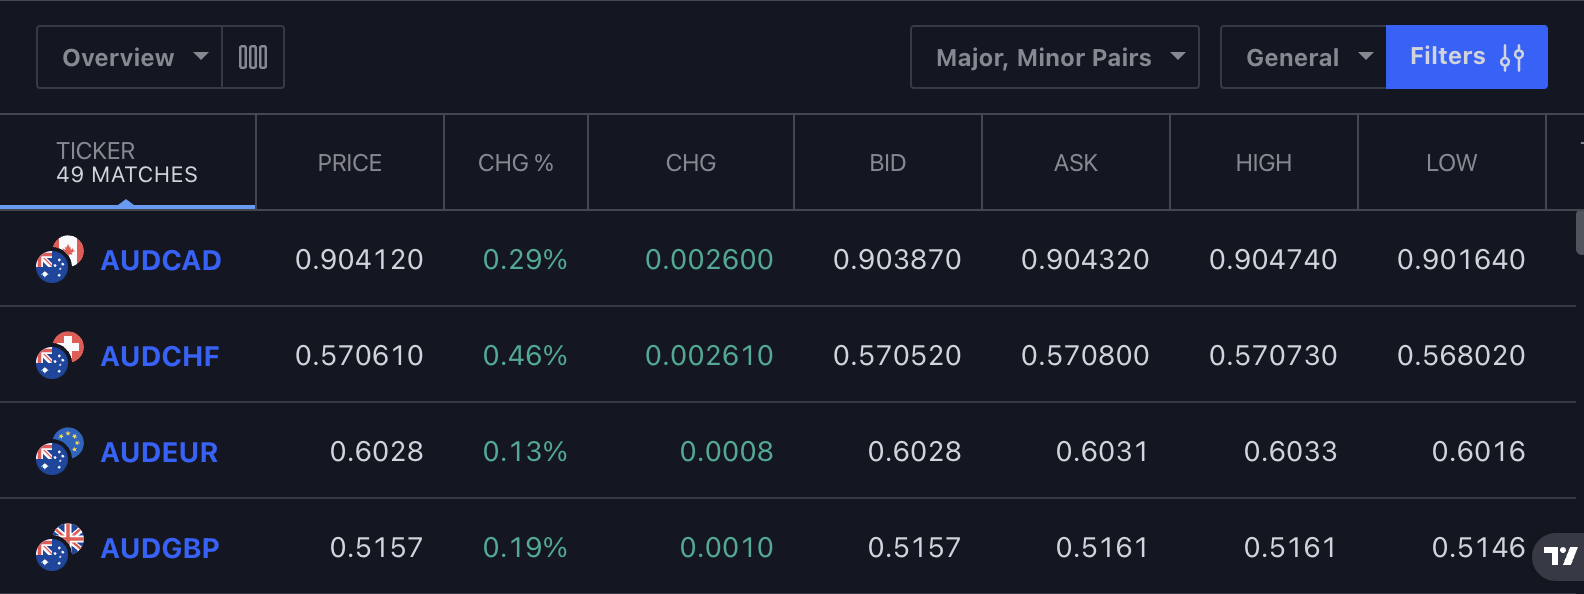 Overview
Major, Minor Pairs
General
Filters
TICKER PRICE CHG % CHG BID ASK HIGH LOW
49 MATCHES
AUDCAD 0.904120 0.29% 0.002600 0.903870 0.904320 0.904740 0.901640
AUDCHF 0.570610 0.46% 0.002610 0.570520 0.570800 0.570730 0.568020
AUDEUR 0.6028 0.13% 0.0008 0.6028 0.6031 0.6033 0.6016
AUDGBP 0.5157 0.19% 0.0010 0.5157 0.5161 0.5161 0.5146